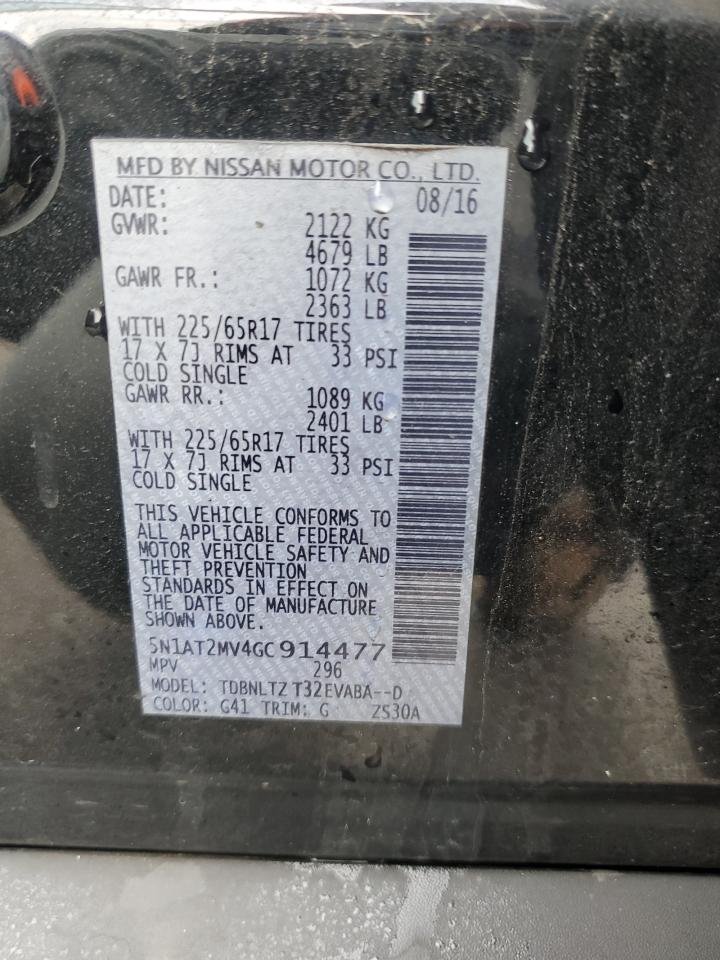 MFD BY NISSAN MOTOR CO., LTD.
DATE: 08/16
GVWR: 2122 KG
4679 LB
GAWR FR.: 1072 KG
2363 LB
WITH 225/65R17 TIRES
17 X 7J RIMS AT 33 PSI
COLD SINGLE
GAWR RR.: 1089 KG
2401 LB
WITH 225/65R17 TIRES
17 X 7J RIMS AT 33 PSI
COLD SINGLE
THIS VEHICLE CONFORMS TO
ALL APPLICABLE FEDERAL
MOTOR VEHICLE SAFETY AND
THEFT PREVENTION
STANDARDS IN EFFECT ON
THE DATE OF MANUFACTURE
SHOWN ABOVE.
5N1AT2MV4GC914477
MPV 296
MODEL: TDBNLTZ T32EVABA--D
COLOR: G41 TRIM: G ZS30A